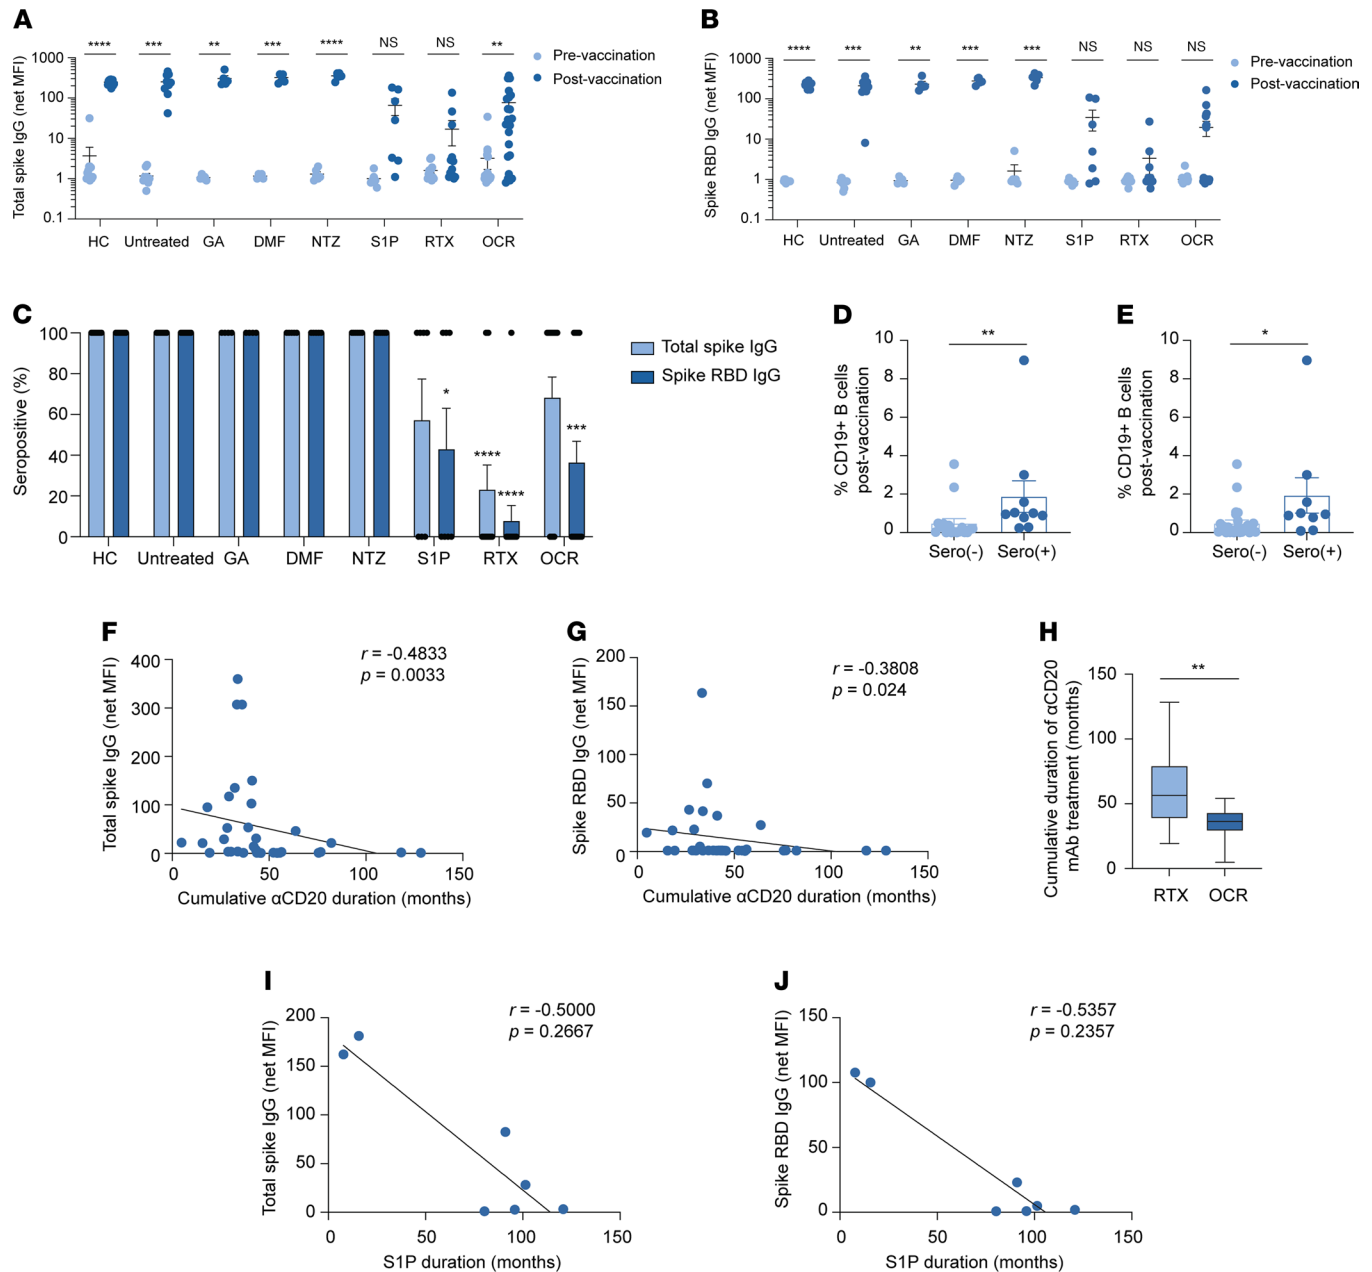 A
Total spike IgG (net MFI)
1000
100
10
1
0.1
****
***
**
***
****
NS
NS
**
HC
Untreated
GA
DMF
NTZ
S1P
RTX
OCR
Pre-vaccination
Post-vaccination
B
Spike RBD IgG (net MFI)
1000
100
10
1
0.1
****
***
**
***
***
NS
NS
NS
HC
Untreated
GA
DMF
NTZ
S1P
RTX
OCR
Pre-vaccination
Post-vaccination
C
Seropositive (%)
100
80
60
40
20
0
*
****
****
***
HC
Untreated
GA
DMF
NTZ
S1P
RTX
OCR
Total spike IgG
Spike RBD IgG
D
% CD19+ B cells
post-vaccination
10
8
6
4
2
0
**
Sero(-)
Sero(+)
E
% CD19+ B cells
post-vaccination
10
8
6
4
2
0
*
Sero(-)
Sero(+)
F
Total spike IgG (net MFI)
400
300
200
100
0
r = -0.4833
p = 0.0033
0
50
100
150
Cumulative αCD20 duration (months)
G
Spike RBD IgG (net MFI)
200
150
100
50
0
r = -0.3808
p = 0.024
0
50
100
150
Cumulative αCD20 duration (months)
H
Cumulative duration of αCD20
mAb treatment (months)
150
100
50
0
**
RTX
OCR
I
Total spike IgG (net MFI)
200
150
100
50
0
r = -0.5000
p = 0.2667
0
50
100
150
S1P duration (months)
J
Spike RBD IgG (net MFI)
150
100
50
0
r = -0.5357
p = 0.2357
0
50
100
150
S1P duration (months)